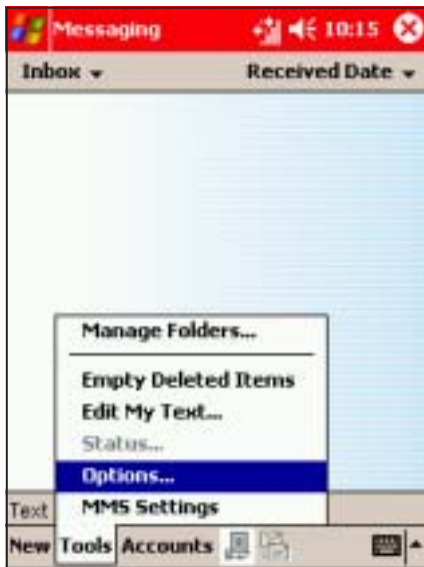 Messaging 10:15
Inbox Received Date
Manage Folders...
Empty Deleted Items
Edit My Text...
Status...
Options...
MMS Settings
Text
New Tools Accounts